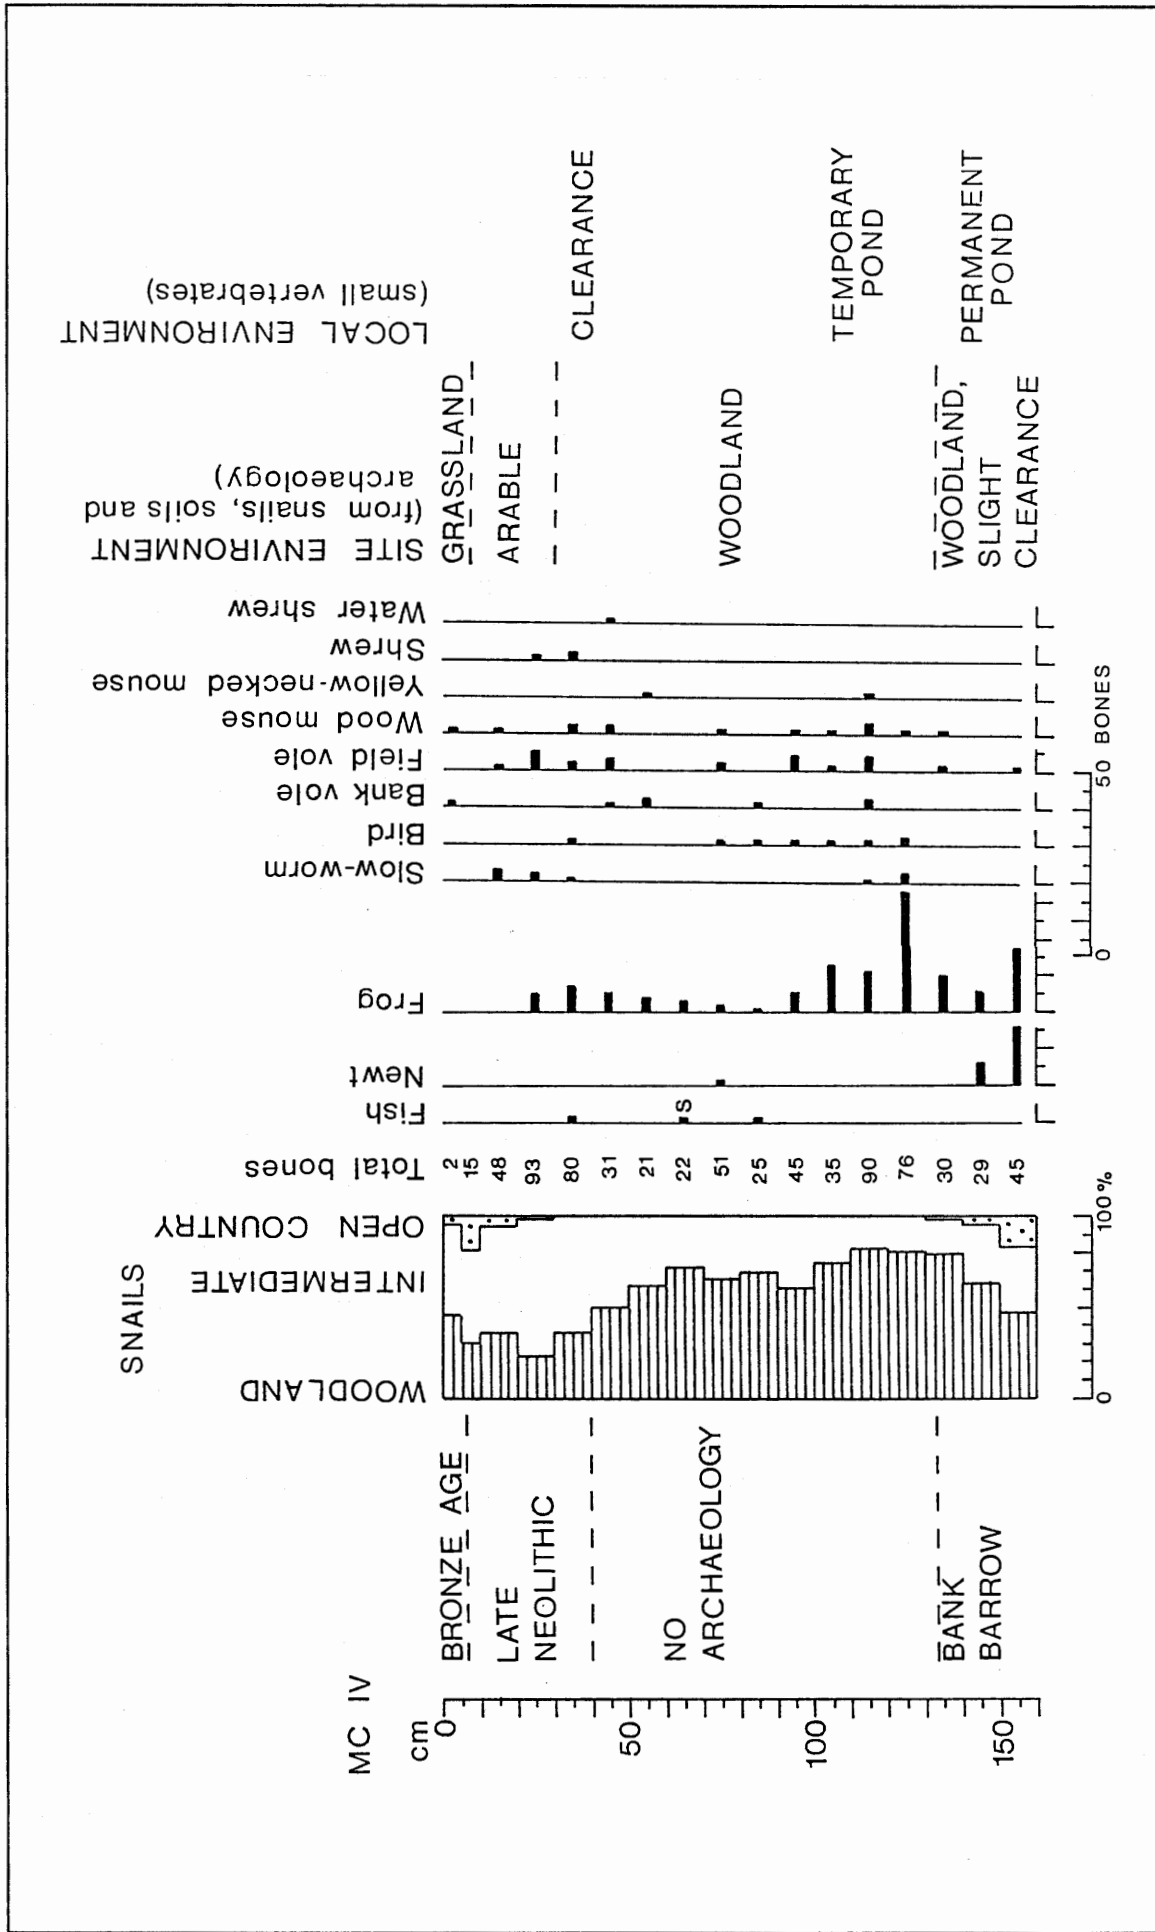 MC IV
cm
0
50
100
150
BRONZE AGE
LATE
NEOLITHIC
NO
ARCHAEOLOGY
BANK
BARROW
SNAILS
WOODLAND
INTERMEDIATE
OPEN COUNTRY
0
100%
Total bones
2
15
48
93
80
31
21
22
51
25
45
35
90
76
30
29
45
Fish
S
Newt
Frog
Slow-worm
Bird
Bank vole
Field vole
Wood mouse
Yellow-necked mouse
Shrew
Water shrew
0
50 BONES
SITE ENVIRONMENT
(from snails, soils and
archaeology)
GRASSLAND
ARABLE
WOODLAND
WOODLAND,
SLIGHT
CLEARANCE
LOCAL ENVIRONMENT
(small vertebrates)
CLEARANCE
TEMPORARY
POND
PERMANENT
POND